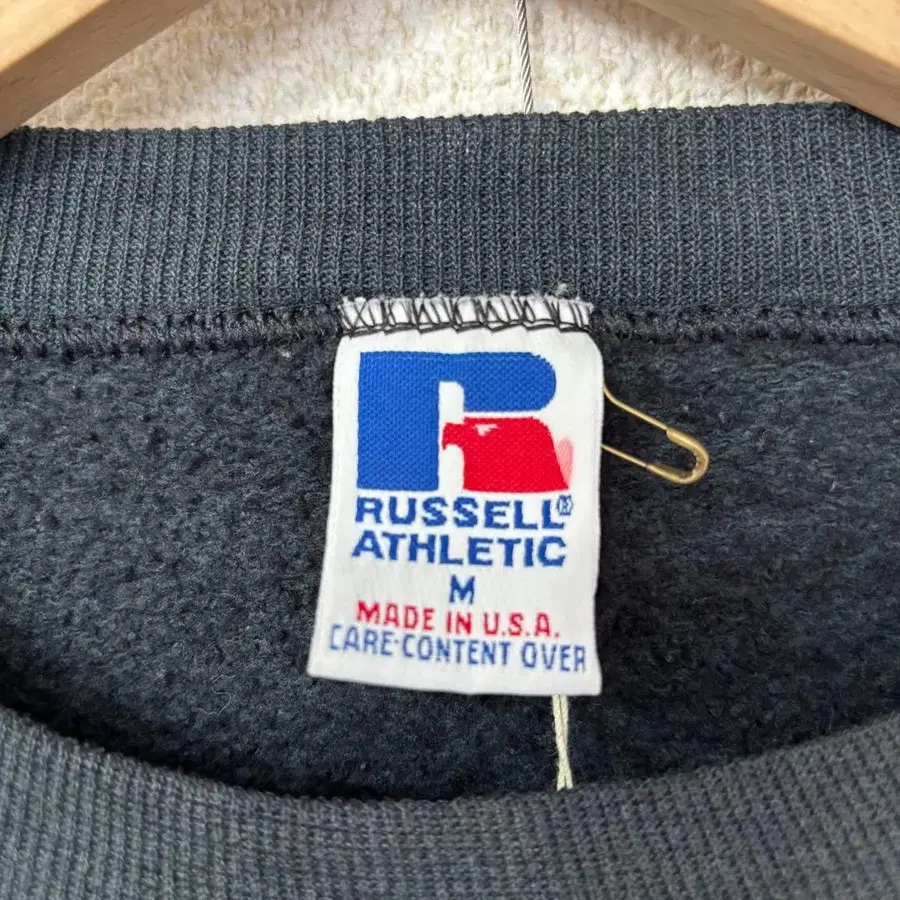 RUSSELL®
ATHLETIC
M
MADE IN U.S.A.
CARE-CONTENT OVER